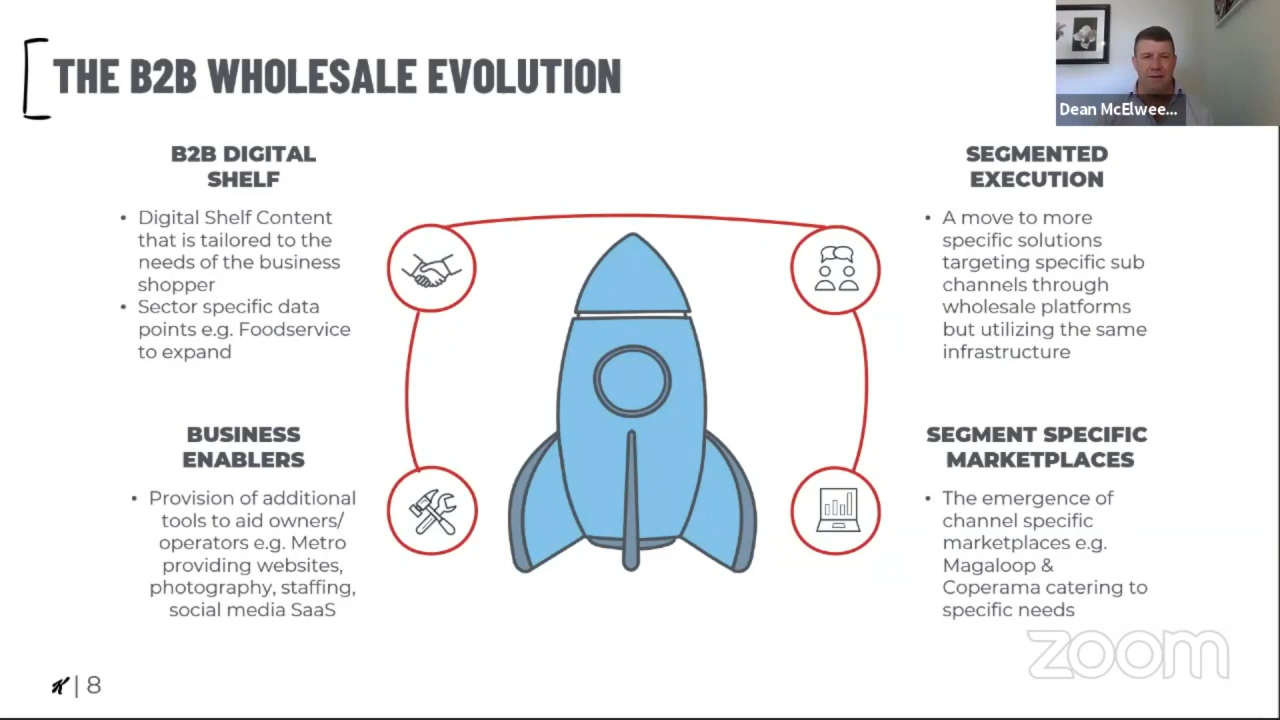 THE B2B WHOLESALE EVOLUTION
Dean McElwee...
B2B DIGITAL
SHELF
• Digital Shelf Content
that is tailored to the
needs of the business
shopper
• Sector specific data
points e.g. Foodservice
to expand
SEGMENTED
EXECUTION
• A move to more
specific solutions
targeting specific sub
channels through
wholesale platforms
but utilizing the same
infrastructure
BUSINESS
ENABLERS
• Provision of additional
tools to aid owners/
operators e.g. Metro
providing websites,
photography, staffing,
social media SaaS
SEGMENT SPECIFIC
MARKETPLACES
• The emergence of
channel specific
marketplaces e.g.
Magaloop &
Coperama catering to
specific needs
zoom
K | 8